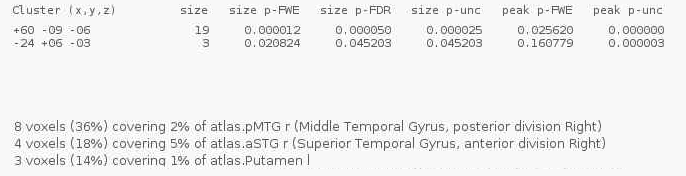 Cluster (x,y,z) size size p-FWE size p-FDR size p-unc peak p-FWE peak p-unc
+60 -09 -06 19 0.000012 0.000050 0.000025 0.025620 0.000000
-24 +06 -03 3 0.020824 0.045203 0.045203 0.160779 0.000003
8 voxels (36%) covering 2% of atlas.pMTG r (Middle Temporal Gyrus, posterior division Right)
4 voxels (18%) covering 5% of atlas.aSTG r (Superior Temporal Gyrus, anterior division Right)
3 voxels (14%) covering 1% of atlas.Putamen l